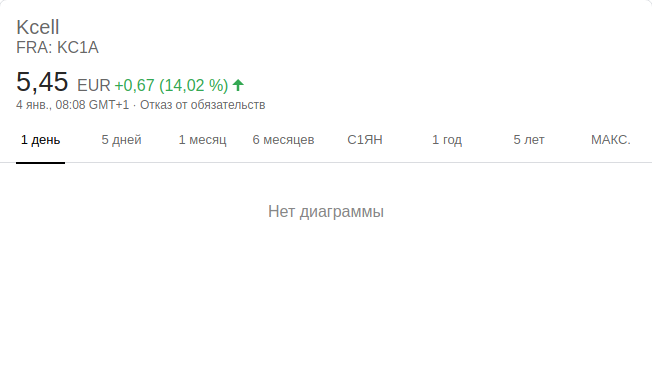 Kcell
FRA: KC1A
5,45 EUR +0,67 (14,02 %)
4 янв., 08:08 GMT+1 · Отказ от обязательств
1 день 5 дней 1 месяц 6 месяцев С1ЯН 1 год 5 лет МАКС.
Нет диаграммы